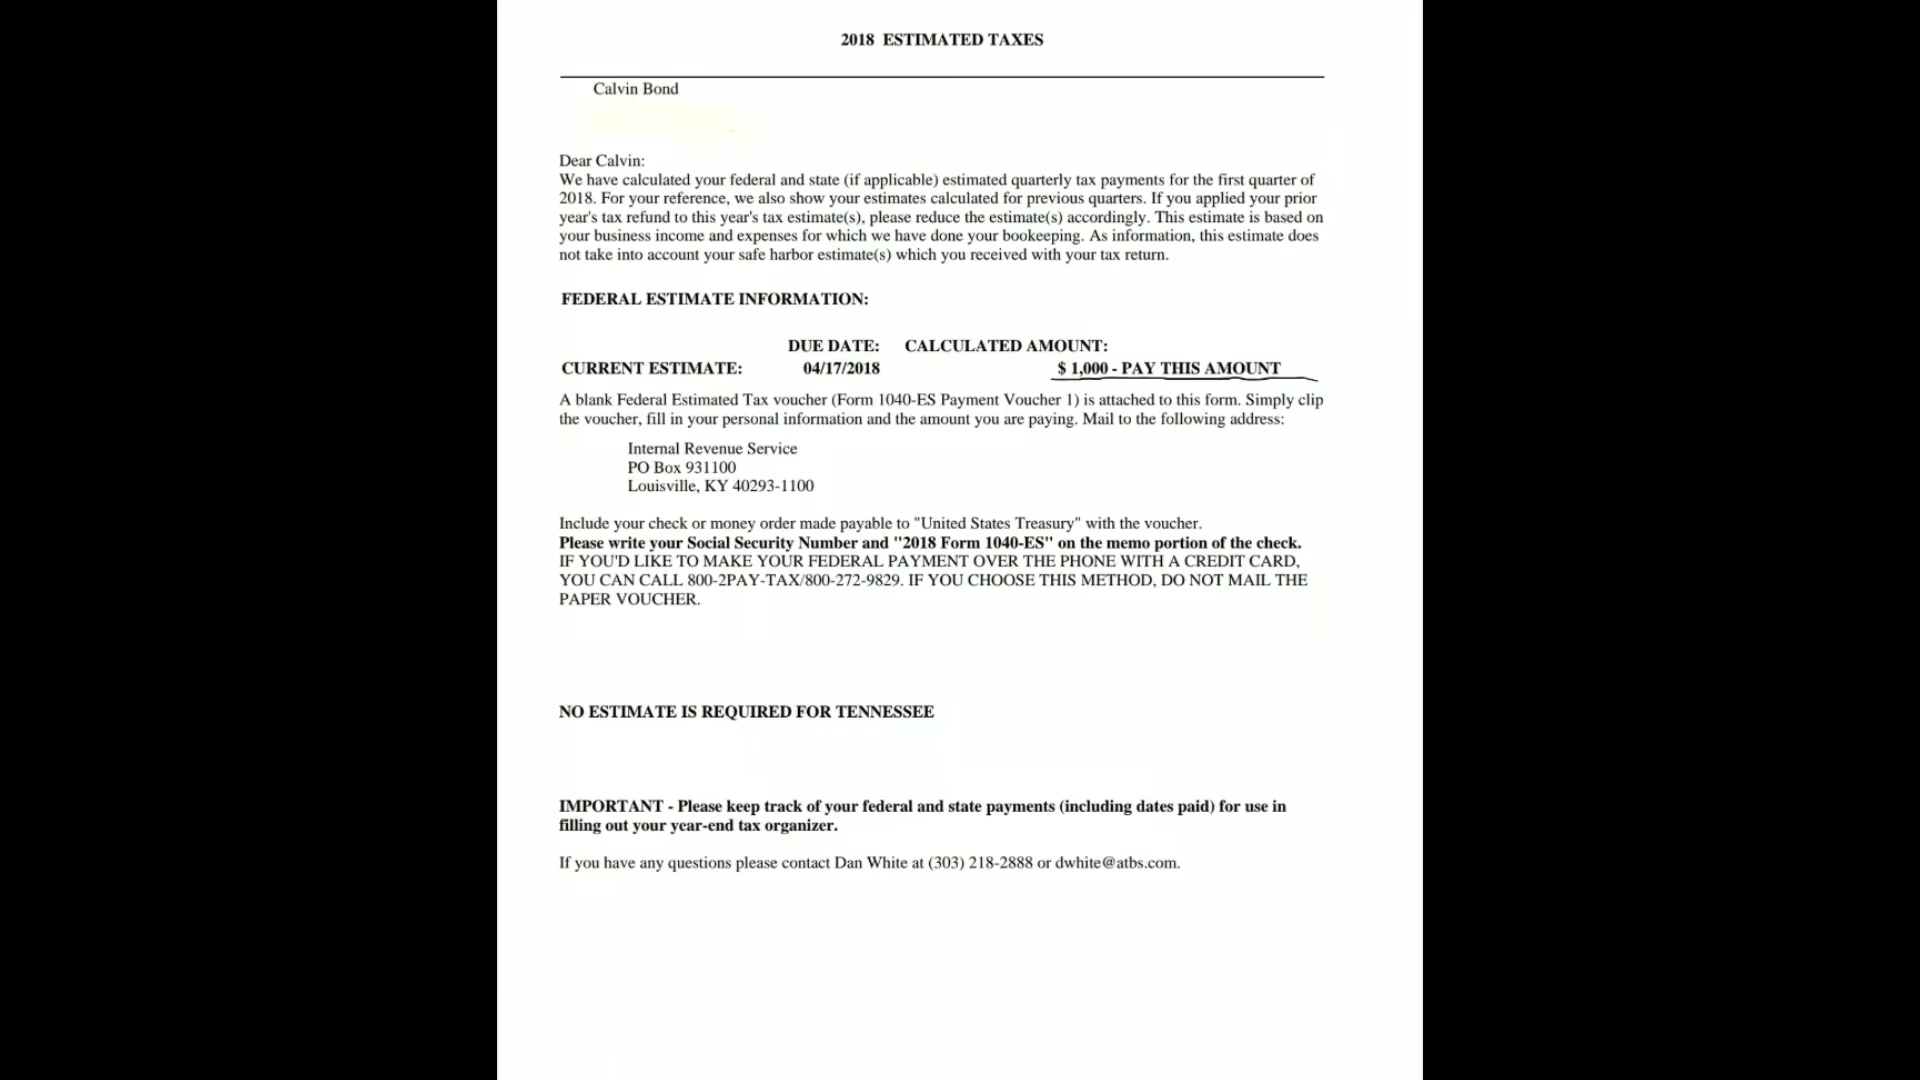 2018 ESTIMATED TAXES
Calvin Bond
Dear Calvin:
We have calculated your federal and state (if applicable) estimated quarterly tax payments for the first quarter of
2018. For your reference, we also show your estimates calculated for previous quarters. If you applied your prior
year's tax refund to this year's tax estimate(s), please reduce the estimate(s) accordingly. This estimate is based on
your business income and expenses for which we have done your bookeeping. As information, this estimate does
not take into account your safe harbor estimate(s) which you received with your tax return.
FEDERAL ESTIMATE INFORMATION:
DUE DATE: CALCULATED AMOUNT:
CURRENT ESTIMATE: 04/17/2018 $ 1,000 - PAY THIS AMOUNT
A blank Federal Estimated Tax voucher (Form 1040-ES Payment Voucher 1) is attached to this form. Simply clip
the voucher, fill in your personal information and the amount you are paying. Mail to the following address:
Internal Revenue Service
PO Box 931100
Louisville, KY 40293-1100
Include your check or money order made payable to "United States Treasury" with the voucher.
Please write your Social Security Number and "2018 Form 1040-ES" on the memo portion of the check.
IF YOU'D LIKE TO MAKE YOUR FEDERAL PAYMENT OVER THE PHONE WITH A CREDIT CARD,
YOU CAN CALL 800-2PAY-TAX/800-272-9829. IF YOU CHOOSE THIS METHOD, DO NOT MAIL THE
PAPER VOUCHER.
NO ESTIMATE IS REQUIRED FOR TENNESSEE
IMPORTANT - Please keep track of your federal and state payments (including dates paid) for use in
filling out your year-end tax organizer.
If you have any questions please contact Dan White at (303) 218-2888 or dwhite@atbs.com.